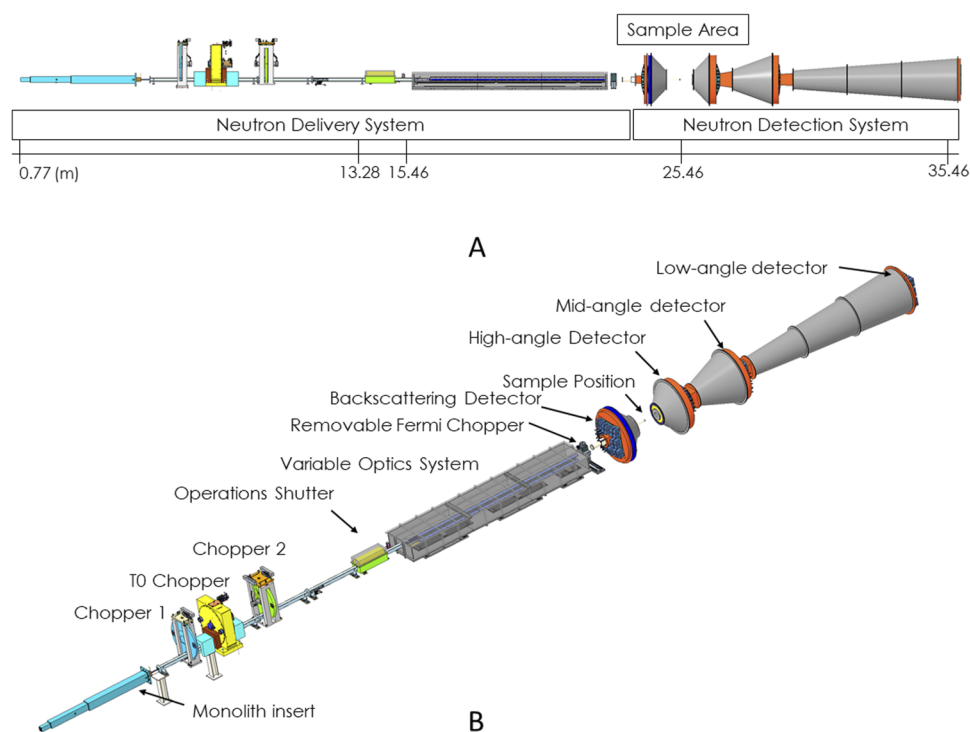 Sample Area
Neutron Delivery System
Neutron Detection System
0.77 (m)
13.28
15.46
25.46
35.46
A
Low-angle detector
Mid-angle detector
High-angle Detector
Sample Position
Backscattering Detector
Removable Fermi Chopper
Variable Optics System
Operations Shutter
Chopper 2
T0 Chopper
Chopper 1
Monolith insert
B